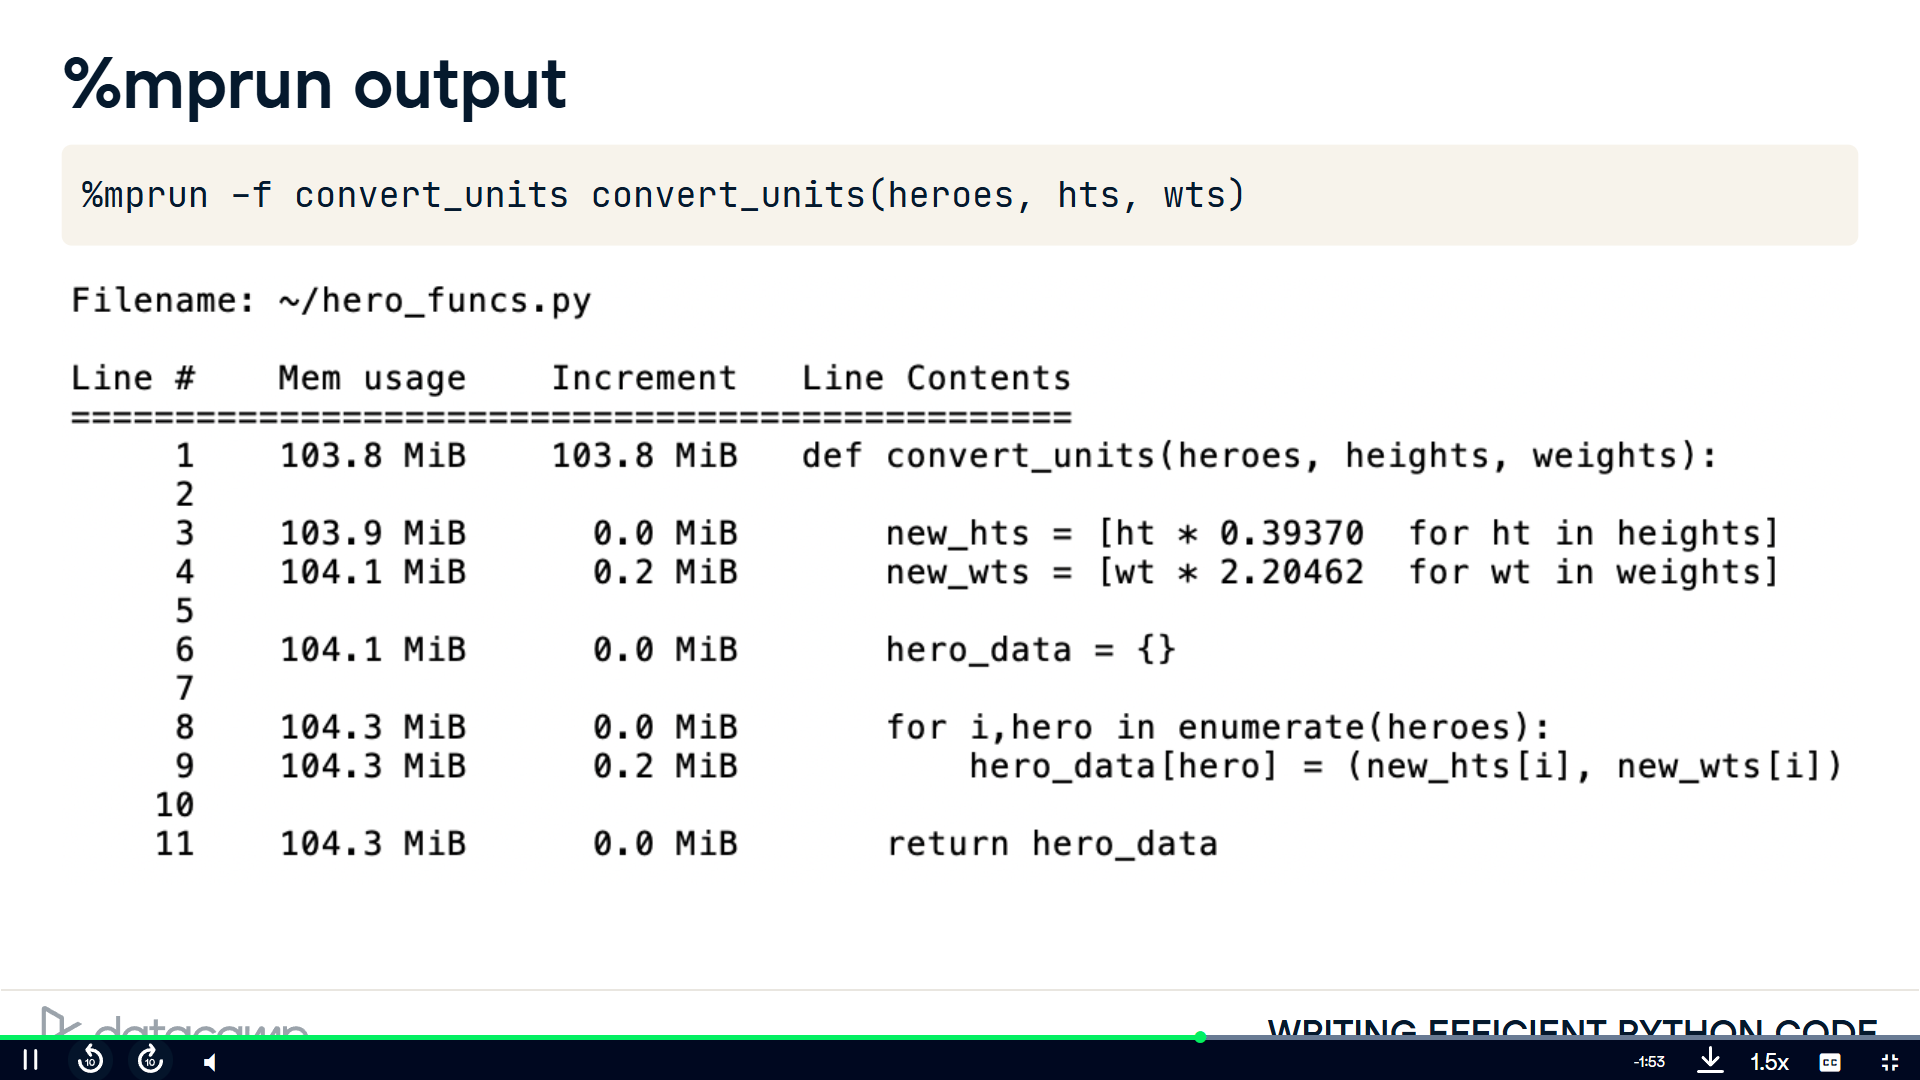 %mprun output
%mprun -f convert_units convert_units(heroes, hts, wts)
Filename: ~/hero_funcs.py
Line #    Mem usage    Increment   Line Contents
================================================
     1    103.8 MiB    103.8 MiB   def convert_units(heroes, heights, weights):
     2
     3    103.9 MiB      0.0 MiB       new_hts = [ht * 0.39370  for ht in heights]
     4    104.1 MiB      0.2 MiB       new_wts = [wt * 2.20462  for wt in weights]
     5
     6    104.1 MiB      0.0 MiB       hero_data = {}
     7
     8    104.3 MiB      0.0 MiB       for i,hero in enumerate(heroes):
     9    104.3 MiB      0.2 MiB           hero_data[hero] = (new_hts[i], new_wts[i])
    10
    11    104.3 MiB      0.0 MiB       return hero_data
datacamp
WRITING EFFICIENT PYTHON CODE
10 10 -1:53 1.5x CC